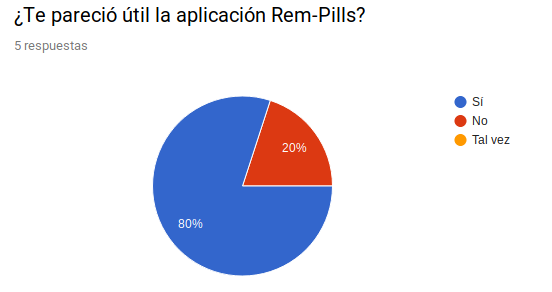 ¿Te pareció útil la aplicación Rem-Pills?
5 respuestas
Sí
No
Tal vez
20%
80%